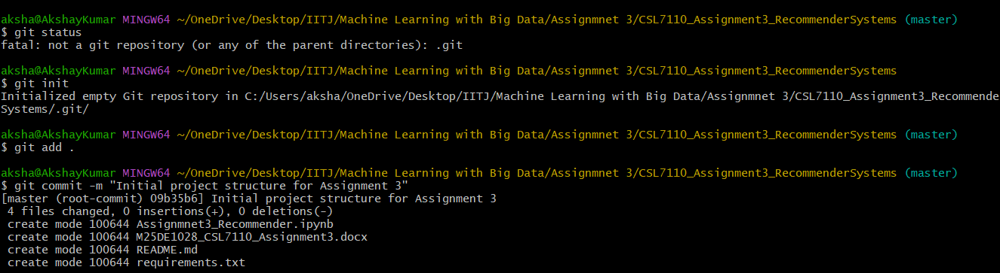 aksha@AkshayKumar MINGW64 ~/OneDrive/Desktop/IITJ/Machine Learning with Big Data/Assignmnet 3/CSL7110_Assignment3_RecommenderSystems (master)
$ git status
fatal: not a git repository (or any of the parent directories): .git
aksha@AkshayKumar MINGW64 ~/OneDrive/Desktop/IITJ/Machine Learning with Big Data/Assignmnet 3/CSL7110_Assignment3_RecommenderSystems
$ git init
Initialized empty Git repository in C:/Users/aksha/OneDrive/Desktop/IITJ/Machine Learning with Big Data/Assignmnet 3/CSL7110_Assignment3_Recommende
Systems/.git/
aksha@AkshayKumar MINGW64 ~/OneDrive/Desktop/IITJ/Machine Learning with Big Data/Assignmnet 3/CSL7110_Assignment3_RecommenderSystems (master)
$ git add .
aksha@AkshayKumar MINGW64 ~/OneDrive/Desktop/IITJ/Machine Learning with Big Data/Assignmnet 3/CSL7110_Assignment3_RecommenderSystems (master)
$ git commit -m "Initial project structure for Assignment 3"
[master (root-commit) 09b35b6] Initial project structure for Assignment 3
 4 files changed, 0 insertions(+), 0 deletions(-)
 create mode 100644 Assignmnet3_Recommender.ipynb
 create mode 100644 M25DE1028_CSL7110_Assignment3.docx
 create mode 100644 README.md
 create mode 100644 requirements.txt